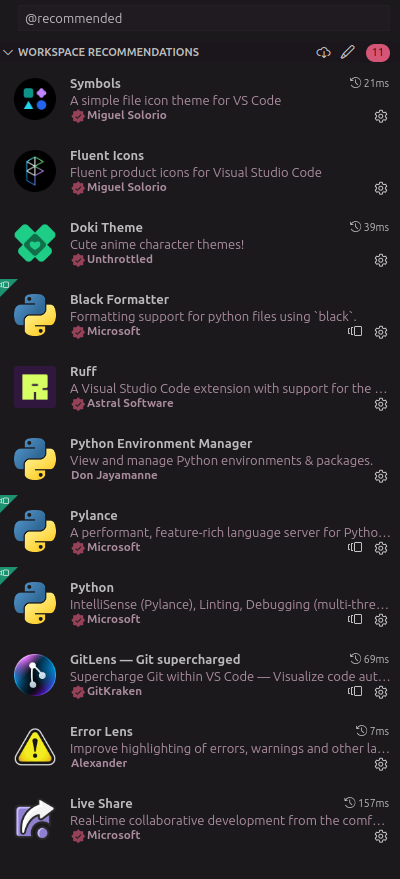 @recommended
WORKSPACE RECOMMENDATIONS 11
Symbols 21ms
A simple file icon theme for VS Code
Miguel Solorio
Fluent Icons
Fluent product icons for Visual Studio Code
Miguel Solorio
Doki Theme 39ms
Cute anime character themes!
Unthrottled
Black Formatter
Formatting support for python files using `black`.
Microsoft
Ruff
A Visual Studio Code extension with support for the ...
Astral Software
Python Environment Manager
View and manage Python environments & packages.
Don Jayamanne
Pylance
A performant, feature-rich language server for Pytho...
Microsoft
Python
IntelliSense (Pylance), Linting, Debugging (multi-thre...
Microsoft
GitLens — Git supercharged 69ms
Supercharge Git within VS Code — Visualize code aut...
GitKraken
Error Lens 7ms
Improve highlighting of errors, warnings and other la...
Alexander
Live Share 157ms
Real-time collaborative development from the comf...
Microsoft